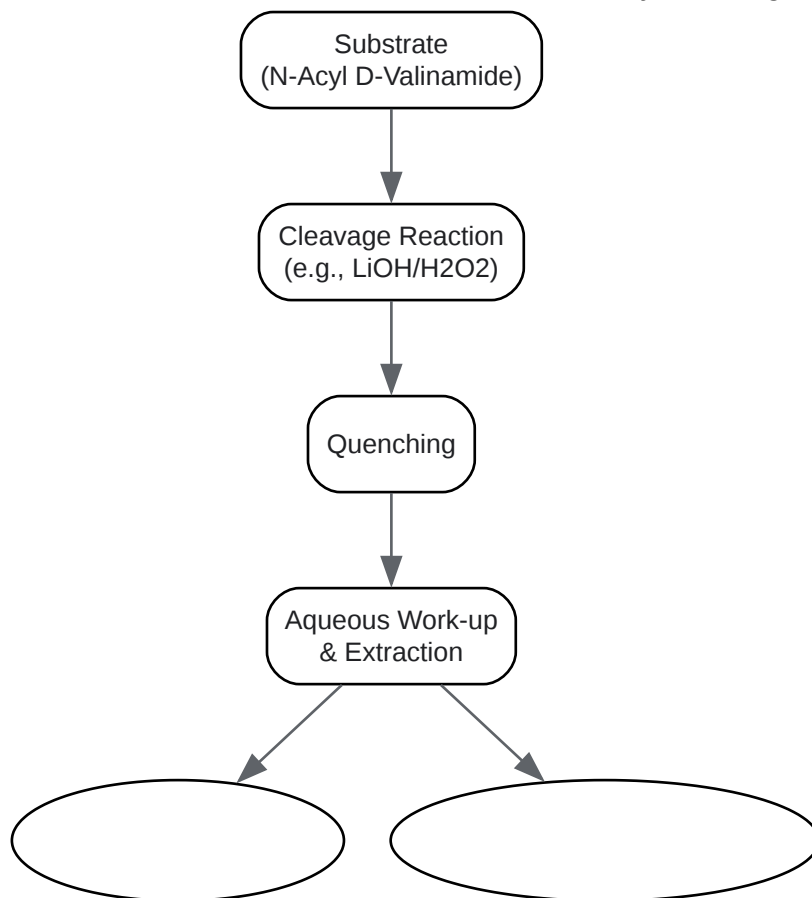 Substrate
(N-Acyl D-Valinamide)
Cleavage Reaction
(e.g., LiOH/H2O2)
Quenching
Aqueous Work-up
& Extraction